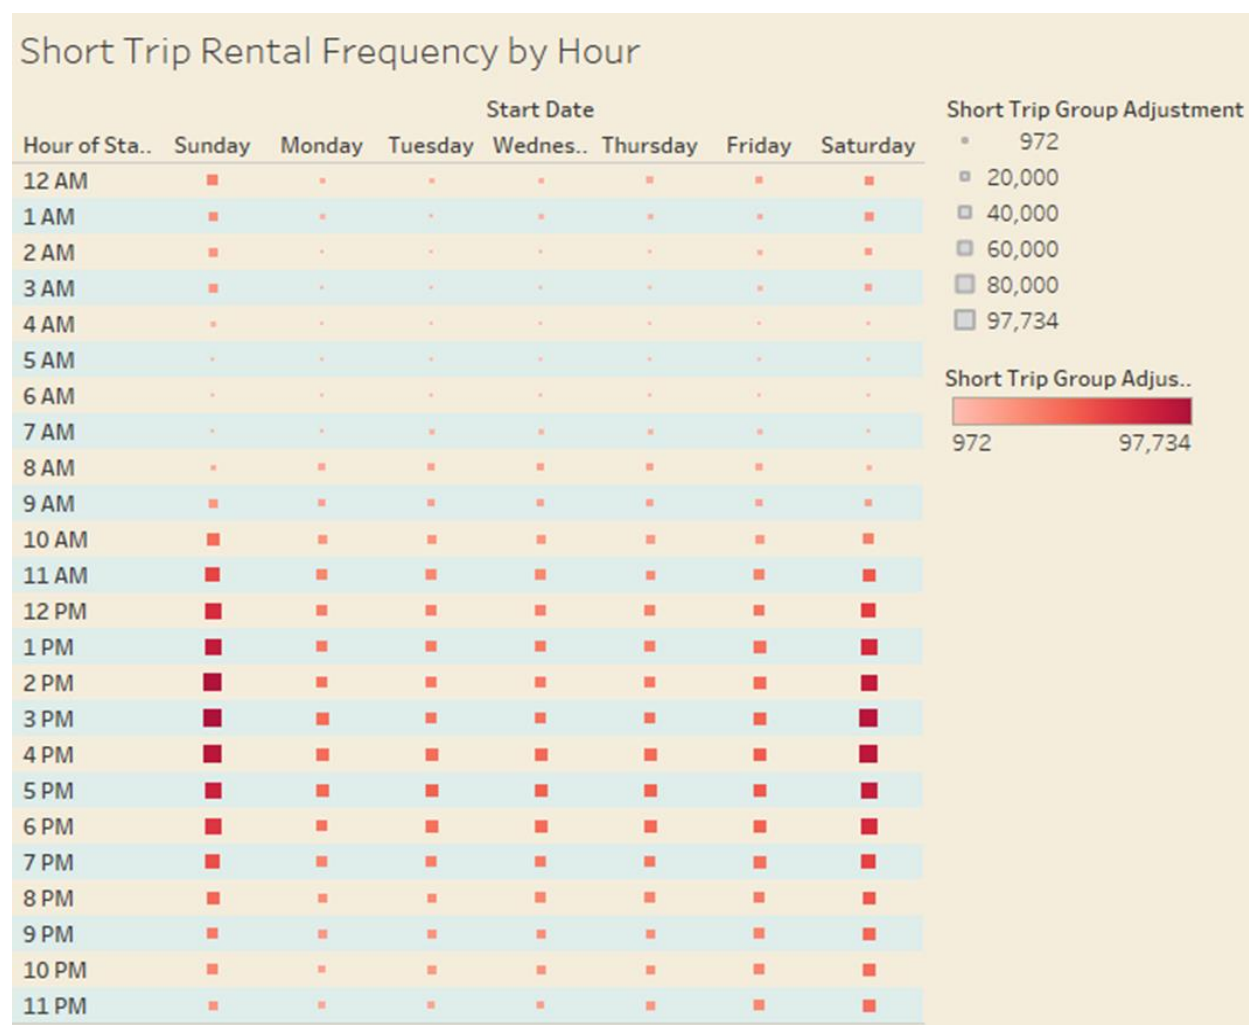 Short Trip Rental Frequency by Hour
Start Date
Hour of Sta.. Sunday Monday Tuesday Wednes.. Thursday Friday Saturday
12 AM
1 AM
2 AM
3 AM
4 AM
5 AM
6 AM
7 AM
8 AM
9 AM
10 AM
11 AM
12 PM
1 PM
2 PM
3 PM
4 PM
5 PM
6 PM
7 PM
8 PM
9 PM
10 PM
11 PM
Short Trip Group Adjustment
972
20,000
40,000
60,000
80,000
97,734
Short Trip Group Adjus..
972 97,734